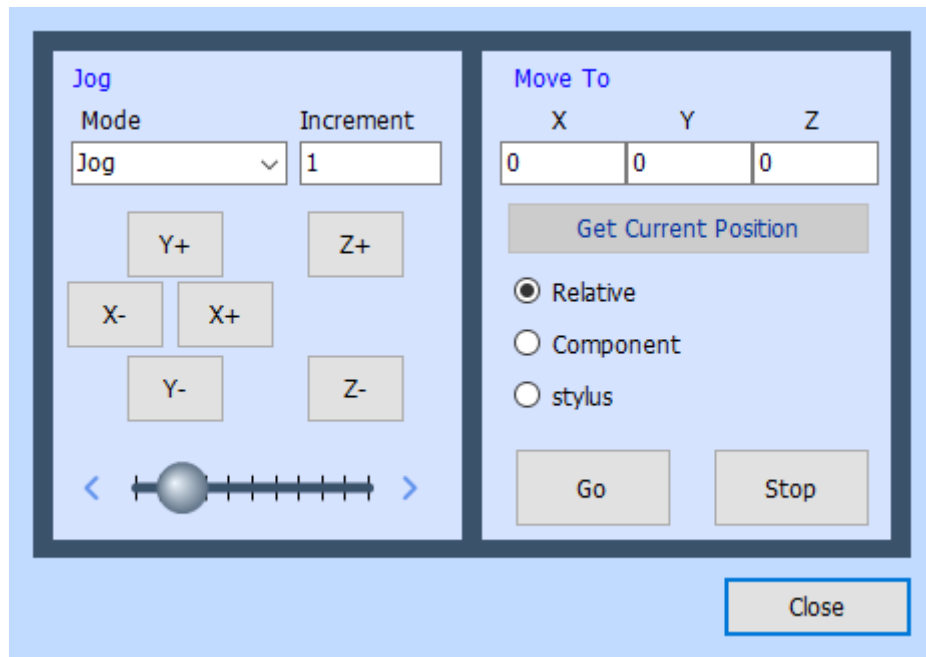 Jog
Mode Increment
Jog 1
Y+ Z+
X- X+
Y- Z-
Move To
X Y Z
0 0 0
Get Current Position
Relative
Component
stylus
Go Stop
Close